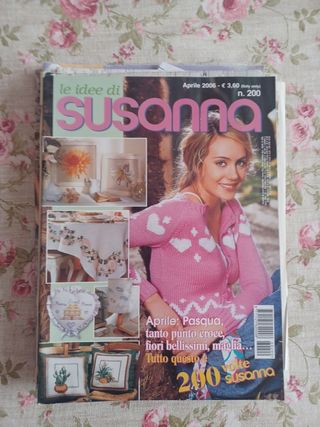 le idee di
susanna
Aprile 2006 - € 3,60 (Italy only)
n. 200
Aprile: Pasqua,
tanto punto croce,
fiori bellissimi, maglia...
Tutto questo è
200 volte
susanna